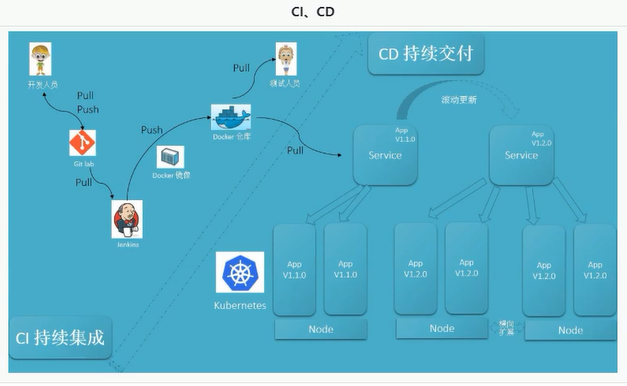 CI、CD
CD 持续交付
开发人员
Pull
Push
Git lab
Pull
Jenkins
Push
Docker 镜像
Docker 仓库
Pull
测试人员
Pull
滚动更新
App
V1.1.0
Service
App
V1.2.0
Service
Kubernetes
App
V1.1.0
App
V1.1.0
Node
App
V1.2.0
App
V1.2.0
Node
横向
扩展
App
V1.2.0
App
V1.2.0
Node
CI 持续集成